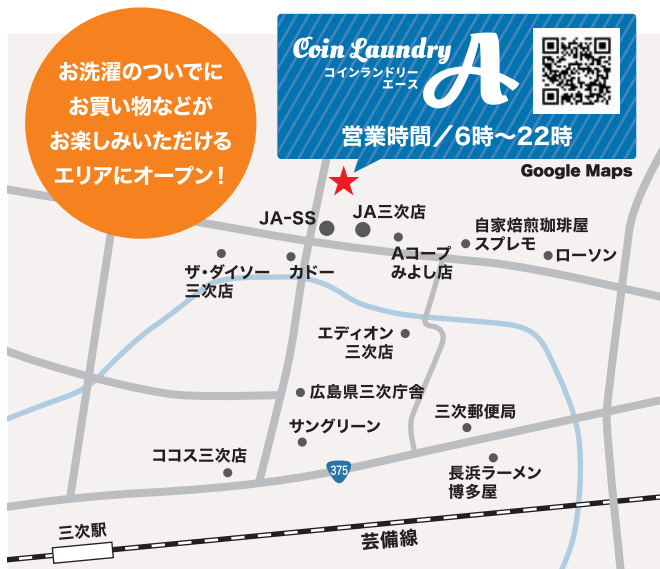 お洗濯のついでに
お買い物などが
お楽しみいただける
エリアにオープン！
Coin Laundry A
コインランドリー
エース
営業時間／6時〜22時
Google Maps
JA-SS
JA三次店
Aコープ
みよし店
自家焙煎珈琲屋
スプレモ
ローソン
ザ・ダイソー
三次店
カドー
エディオン
三次店
広島県三次庁舎
サングリーン
三次郵便局
ココス三次店
375
長浜ラーメン
博多屋
三次駅
芸備線